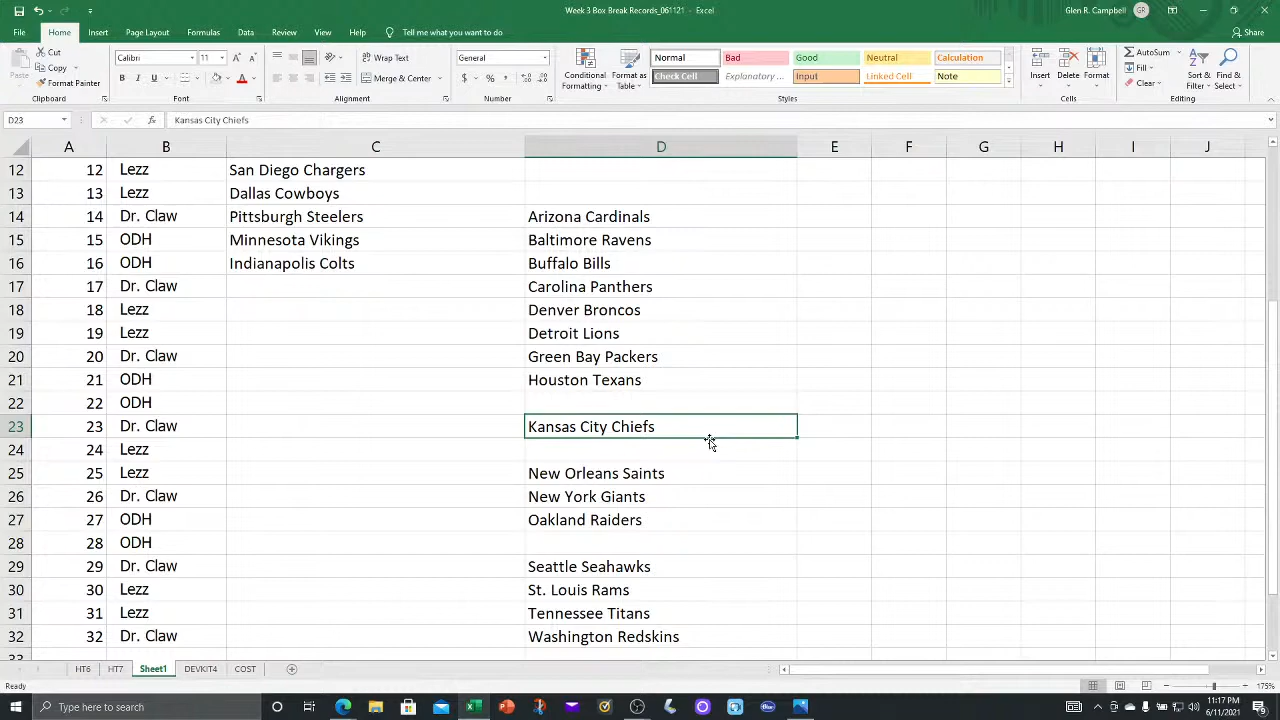 Week 3 Box Break Records_061121 - Excel
Glen R. Campbell
File Home Insert Page Layout Formulas Data Review View Help Tell me what you want to do Share
Paste Cut Copy Format Painter
Calibri 11 Wrap Text Merge & Center General
Conditional Formatting Format as Table
Normal Bad Good Neutral Calculation
Check Cell Explanatory ... Input Linked Cell Note
Insert Delete Format AutoSum Fill Clear Sort & Filter Find & Select
Clipboard Font Alignment Number Styles Cells Editing
D23 fx Kansas City Chiefs
A B C D E F G H I J
12 12 Lezz San Diego Chargers
13 13 Lezz Dallas Cowboys
14 14 Dr. Claw Pittsburgh Steelers Arizona Cardinals
15 15 ODH Minnesota Vikings Baltimore Ravens
16 16 ODH Indianapolis Colts Buffalo Bills
17 17 Dr. Claw Carolina Panthers
18 18 Lezz Denver Broncos
19 19 Lezz Detroit Lions
20 20 Dr. Claw Green Bay Packers
21 21 ODH Houston Texans
22 22 ODH
23 23 Dr. Claw Kansas City Chiefs
24 24 Lezz
25 25 Lezz New Orleans Saints
26 26 Dr. Claw New York Giants
27 27 ODH Oakland Raiders
28 28 ODH
29 29 Dr. Claw Seattle Seahawks
30 30 Lezz St. Louis Rams
31 31 Lezz Tennessee Titans
32 32 Dr. Claw Washington Redskins
33
HT6 HT7 Sheet1 DEVKIT4 COST
Ready 175%
Type here to search
11:17 PM
6/11/2021